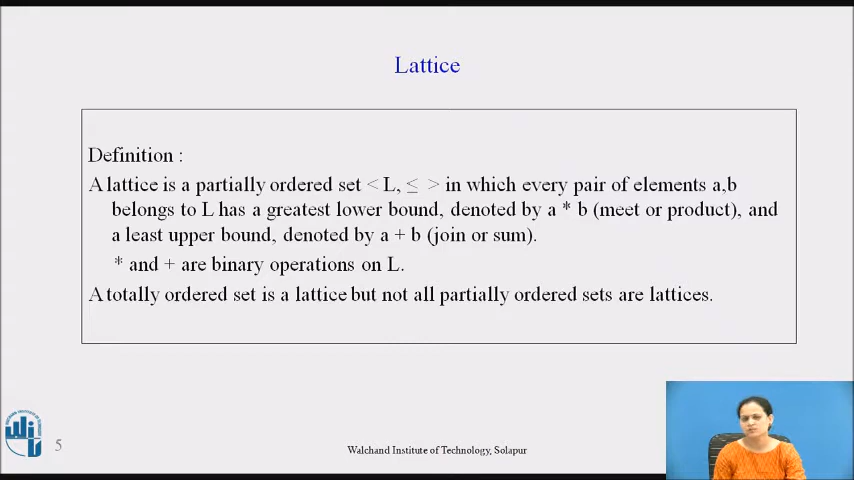 Lattice
Definition :
A lattice is a partially ordered set < L, ≤ > in which every pair of elements a,b
belongs to L has a greatest lower bound, denoted by a * b (meet or product), and
a least upper bound, denoted by a + b (join or sum).
* and + are binary operations on L.
A totally ordered set is a lattice but not all partially ordered sets are lattices.
5
Walchand Institute of Technology, Solapur